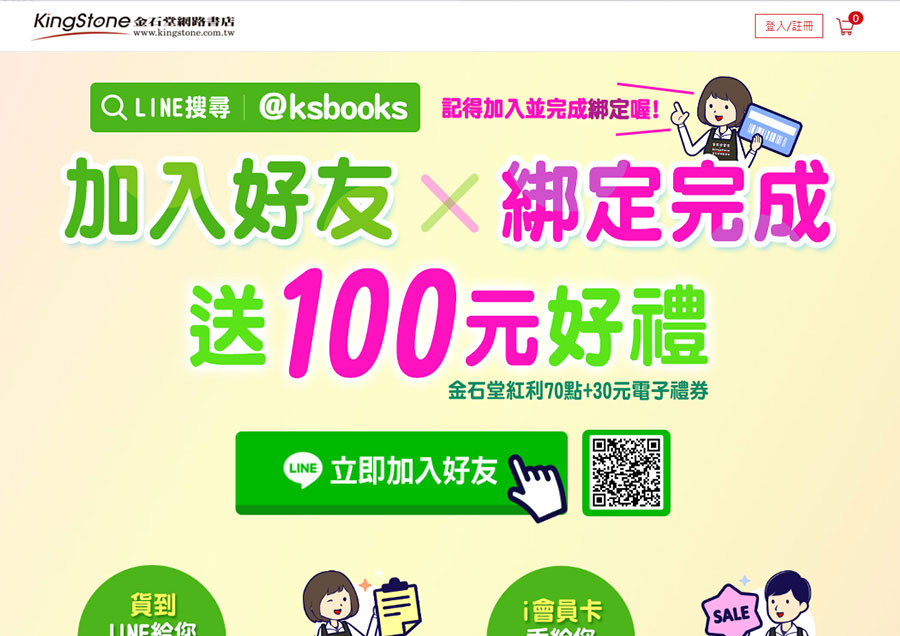 KingStone 金石堂網路書店
www.kingstone.com.tw
登入/註冊
0
LINE搜尋 @ksbooks
記得加入並完成綁定喔!
加入好友 × 綁定完成
送100元好禮
金石堂紅利70點+30元電子禮券
LINE 立即加入好友
貨到
LINE給您
i會員卡
SALE